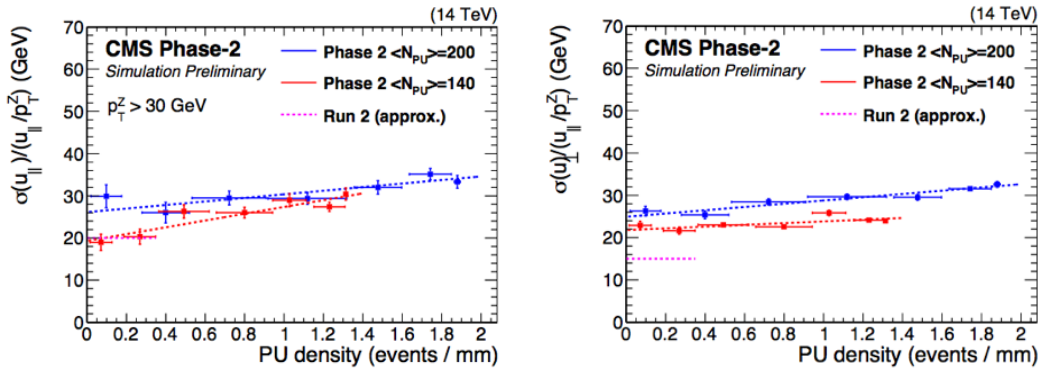 (14 TeV)
CMS Phase-2
Simulation Preliminary
p_T^Z > 30 GeV
Phase 2 <N_PU>=200
Phase 2 <N_PU>=140
Run 2 (approx.)
σ(u_||)/(u_||/p_T^Z) (GeV)
70
60
50
40
30
20
10
0
0 0.2 0.4 0.6 0.8 1 1.2 1.4 1.6 1.8 2
PU density (events / mm)
(14 TeV)
CMS Phase-2
Simulation Preliminary
Phase 2 <N_PU>=200
Phase 2 <N_PU>=140
Run 2 (approx.)
σ(u_⊥)/(u_||/p_T^Z) (GeV)
70
60
50
40
30
20
10
0
0 0.2 0.4 0.6 0.8 1 1.2 1.4 1.6 1.8 2
PU density (events / mm)